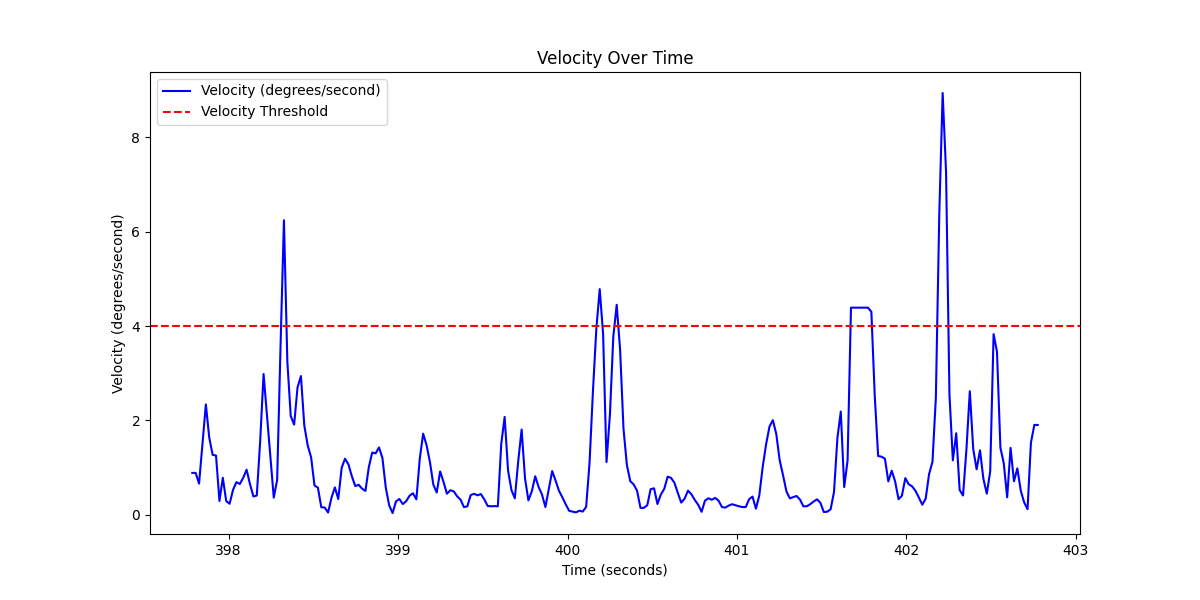 Velocity Over Time
Velocity (degrees/second)
Velocity Threshold
Velocity (degrees/second)
8
6
4
2
0
398 399 400 401 402 403
Time (seconds)